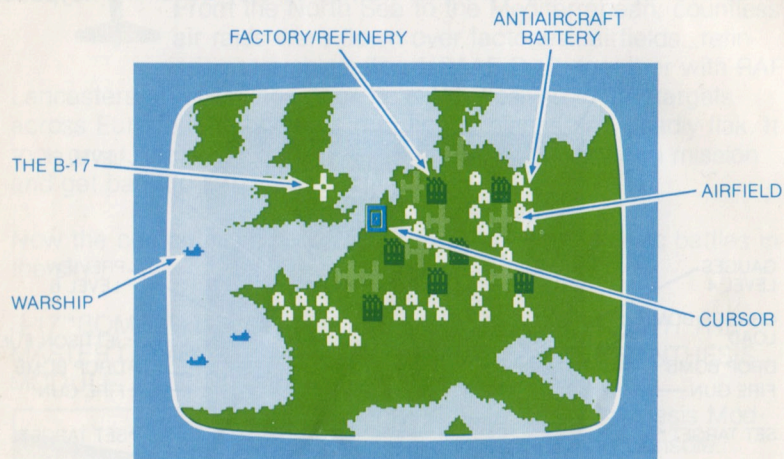 FACTORY/REFINERY
ANTIAIRCRAFT
BATTERY
THE B-17
AIRFIELD
WARSHIP
CURSOR